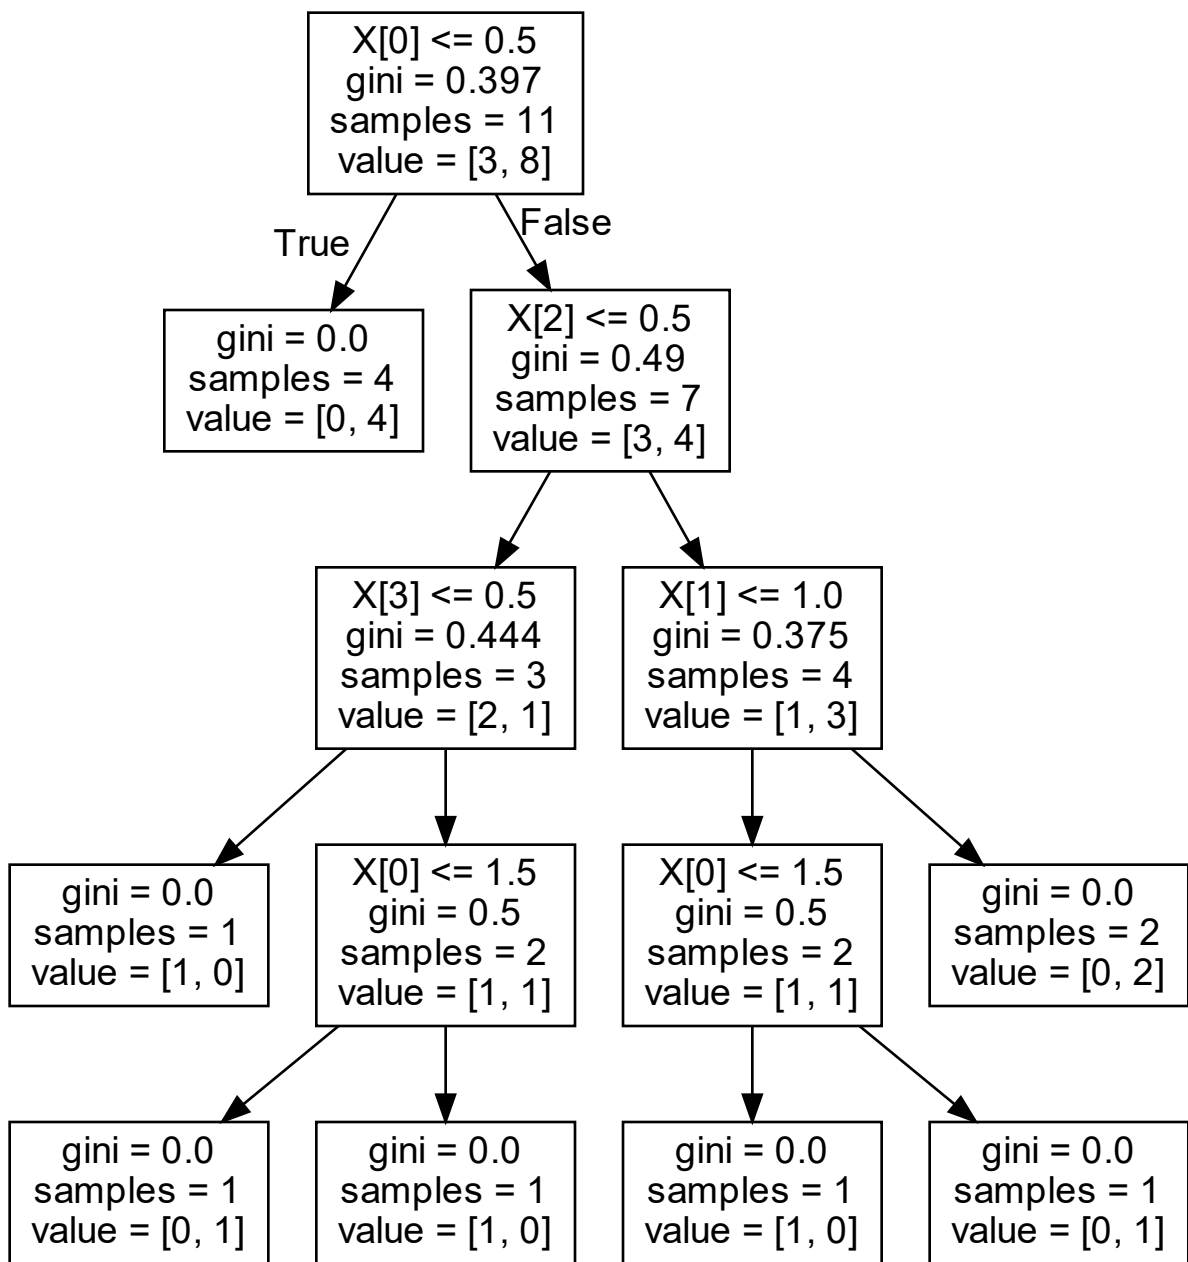 X[0] <= 0.5
gini = 0.397
samples = 11
value = [3, 8]
True
False
gini = 0.0
samples = 4
value = [0, 4]
X[2] <= 0.5
gini = 0.49
samples = 7
value = [3, 4]
X[3] <= 0.5
gini = 0.444
samples = 3
value = [2, 1]
X[1] <= 1.0
gini = 0.375
samples = 4
value = [1, 3]
gini = 0.0
samples = 1
value = [1, 0]
X[0] <= 1.5
gini = 0.5
samples = 2
value = [1, 1]
X[0] <= 1.5
gini = 0.5
samples = 2
value = [1, 1]
gini = 0.0
samples = 2
value = [0, 2]
gini = 0.0
samples = 1
value = [0, 1]
gini = 0.0
samples = 1
value = [1, 0]
gini = 0.0
samples = 1
value = [1, 0]
gini = 0.0
samples = 1
value = [0, 1]